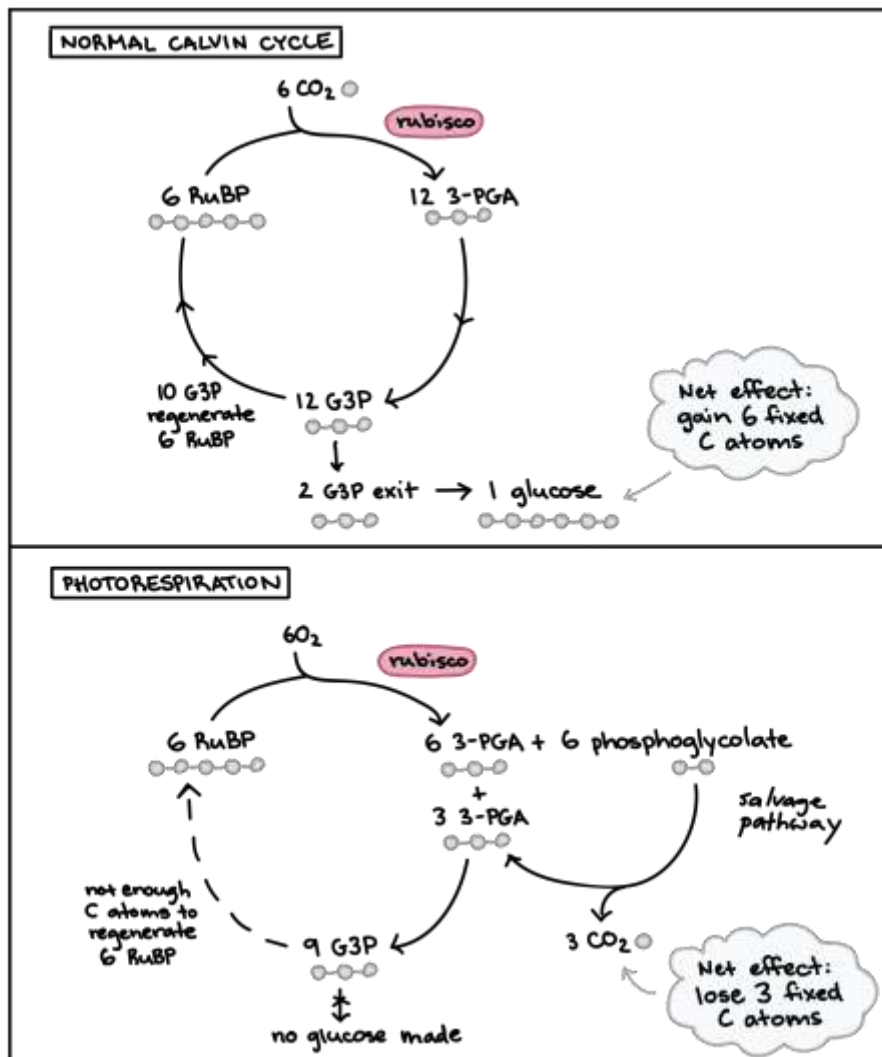 NORMAL CALVIN CYCLE
6 CO₂
rubisco
6 RuBP
12 3-PGA
10 G3P
regenerate
6 RuBP
12 G3P
Net effect:
gain 6 fixed
C atoms
2 G3P exit → 1 glucose
PHOTORESPIRATION
6O₂
rubisco
6 RuBP
6 3-PGA + 6 phosphoglycolate
+
3 3-PGA
salvage
pathway
not enough
C atoms to
regenerate
6 RuBP
9 G3P
3 CO₂
Net effect:
lose 3 fixed
C atoms
no glucose made